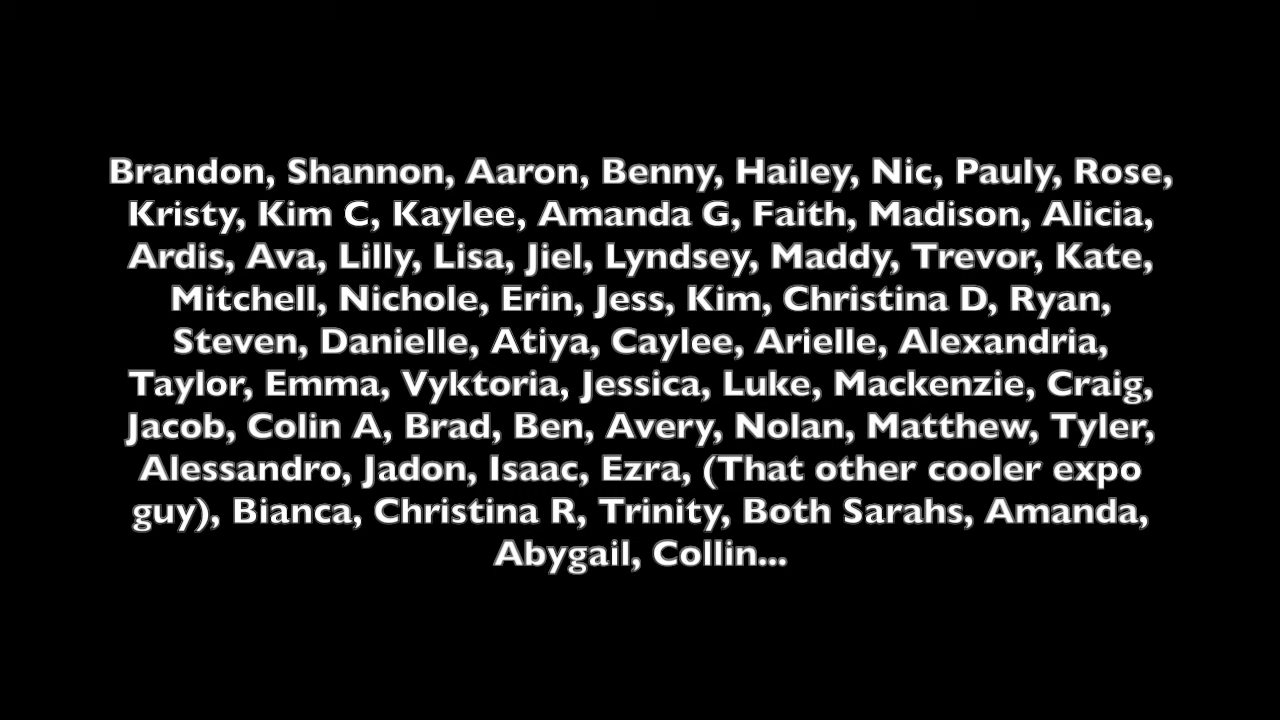 Brandon, Shannon, Aaron, Benny, Hailey, Nic, Pauly, Rose,
Kristy, Kim C, Kaylee, Amanda G, Faith, Madison, Alicia,
Ardis, Ava, Lilly, Lisa, Jiel, Lyndsey, Maddy, Trevor, Kate,
Mitchell, Nichole, Erin, Jess, Kim, Christina D, Ryan,
Steven, Danielle, Atiya, Caylee, Arielle, Alexandria,
Taylor, Emma, Vyktoria, Jessica, Luke, Mackenzie, Craig,
Jacob, Colin A, Brad, Ben, Avery, Nolan, Matthew, Tyler,
Alessandro, Jadon, Isaac, Ezra, (That other cooler expo
guy), Bianca, Christina R, Trinity, Both Sarahs, Amanda,
Abygail, Collin...